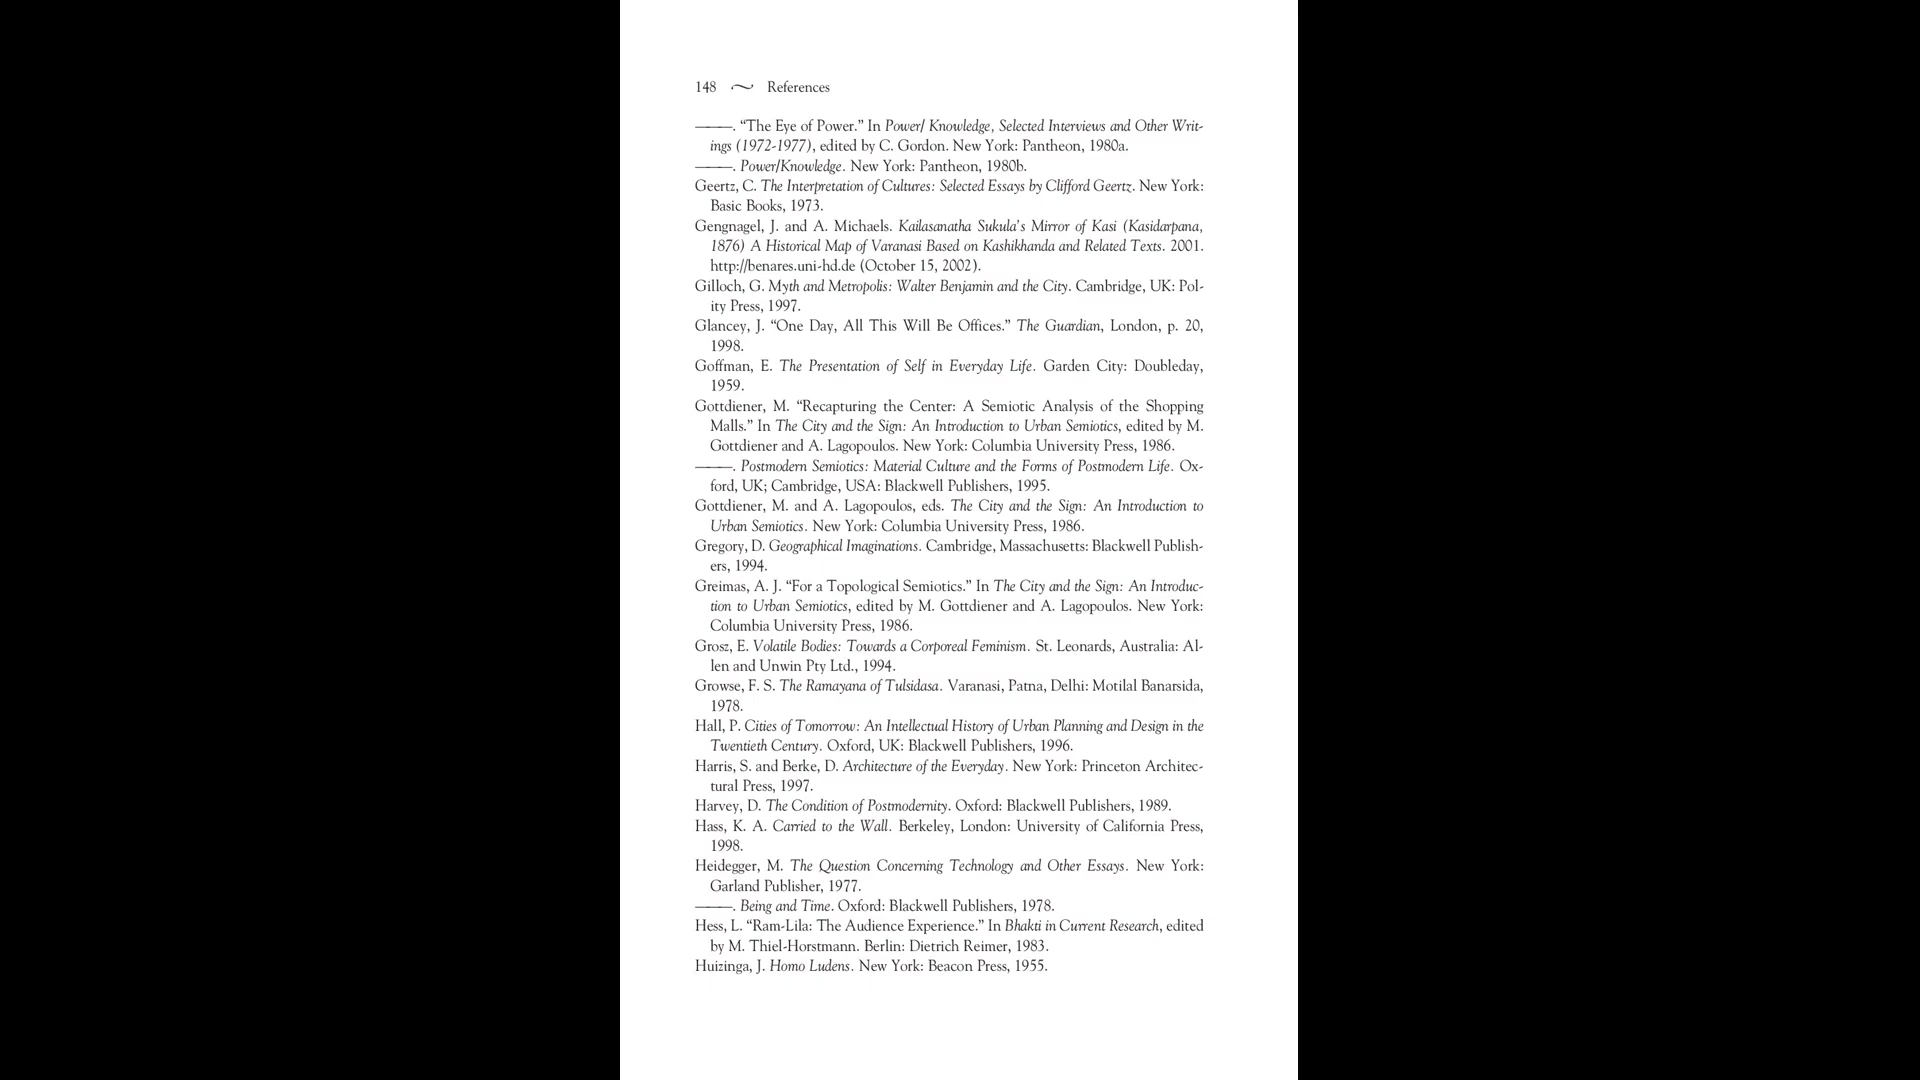 148 ~ References
———. “The Eye of Power.” In Power/ Knowledge, Selected Interviews and Other Writ-
ings (1972-1977), edited by C. Gordon. New York: Pantheon, 1980a.
———. Power/Knowledge. New York: Pantheon, 1980b.
Geertz, C. The Interpretation of Cultures: Selected Essays by Clifford Geertz. New York:
Basic Books, 1973.
Gengnagel, J. and A. Michaels. Kailasanatha Sukula’s Mirror of Kasi (Kasidarpana,
1876) A Historical Map of Varanasi Based on Kashikhanda and Related Texts. 2001.
http://benares.uni-hd.de (October 15, 2002).
Gilloch, G. Myth and Metropolis: Walter Benjamin and the City. Cambridge, UK: Pol-
ity Press, 1997.
Glancey, J. “One Day, All This Will Be Offices.” The Guardian, London, p. 20,
1998.
Goffman, E. The Presentation of Self in Everyday Life. Garden City: Doubleday,
1959.
Gottdiener, M. “Recapturing the Center: A Semiotic Analysis of the Shopping
Malls.” In The City and the Sign: An Introduction to Urban Semiotics, edited by M.
Gottdiener and A. Lagopoulos. New York: Columbia University Press, 1986.
———. Postmodern Semiotics: Material Culture and the Forms of Postmodern Life. Ox-
ford, UK; Cambridge, USA: Blackwell Publishers, 1995.
Gottdiener, M. and A. Lagopoulos, eds. The City and the Sign: An Introduction to
Urban Semiotics. New York: Columbia University Press, 1986.
Gregory, D. Geographical Imaginations. Cambridge, Massachusetts: Blackwell Publish-
ers, 1994.
Greimas, A. J. “For a Topological Semiotics.” In The City and the Sign: An Introduc-
tion to Urban Semiotics, edited by M. Gottdiener and A. Lagopoulos. New York:
Columbia University Press, 1986.
Grosz, E. Volatile Bodies: Towards a Corporeal Feminism. St. Leonards, Australia: Al-
len and Unwin Pty Ltd., 1994.
Growse, F. S. The Ramayana of Tulsidasa. Varanasi, Patna, Delhi: Motilal Banarsida,
1978.
Hall, P. Cities of Tomorrow: An Intellectual History of Urban Planning and Design in the
Twentieth Century. Oxford, UK: Blackwell Publishers, 1996.
Harris, S. and Berke, D. Architecture of the Everyday. New York: Princeton Architec-
tural Press, 1997.
Harvey, D. The Condition of Postmodernity. Oxford: Blackwell Publishers, 1989.
Hass, K. A. Carried to the Wall. Berkeley, London: University of California Press,
1998.
Heidegger, M. The Question Concerning Technology and Other Essays. New York:
Garland Publisher, 1977.
———. Being and Time. Oxford: Blackwell Publishers, 1978.
Hess, L. “Ram-Lila: The Audience Experience.” In Bhakti in Current Research, edited
by M. Thiel-Horstmann. Berlin: Dietrich Reimer, 1983.
Huizinga, J. Homo Ludens. New York: Beacon Press, 1955.